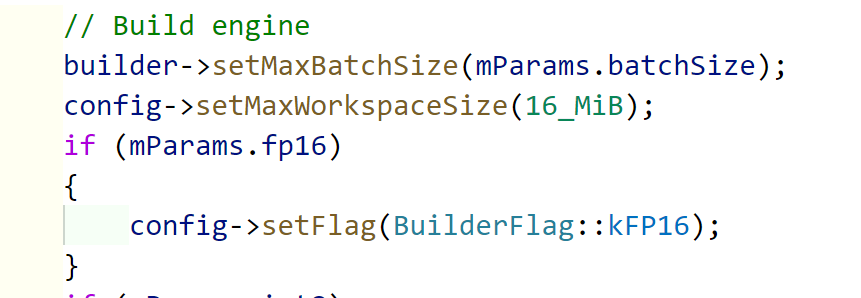 // Build engine
builder->setMaxBatchSize(mParams.batchSize);
config->setMaxWorkspaceSize(16_MiB);
if (mParams.fp16)
{
    config->setFlag(BuilderFlag::kFP16);
}